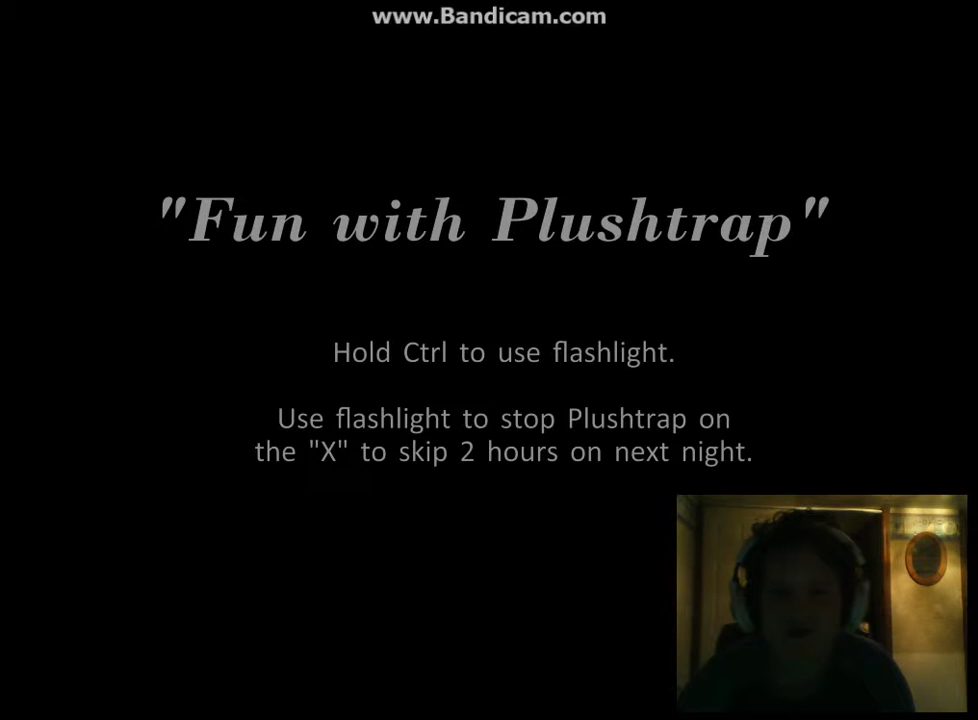 www.Bandicam.com
"Fun with Plushtrap"
Hold Ctrl to use flashlight.
Use flashlight to stop Plushtrap on
the "X" to skip 2 hours on next night.